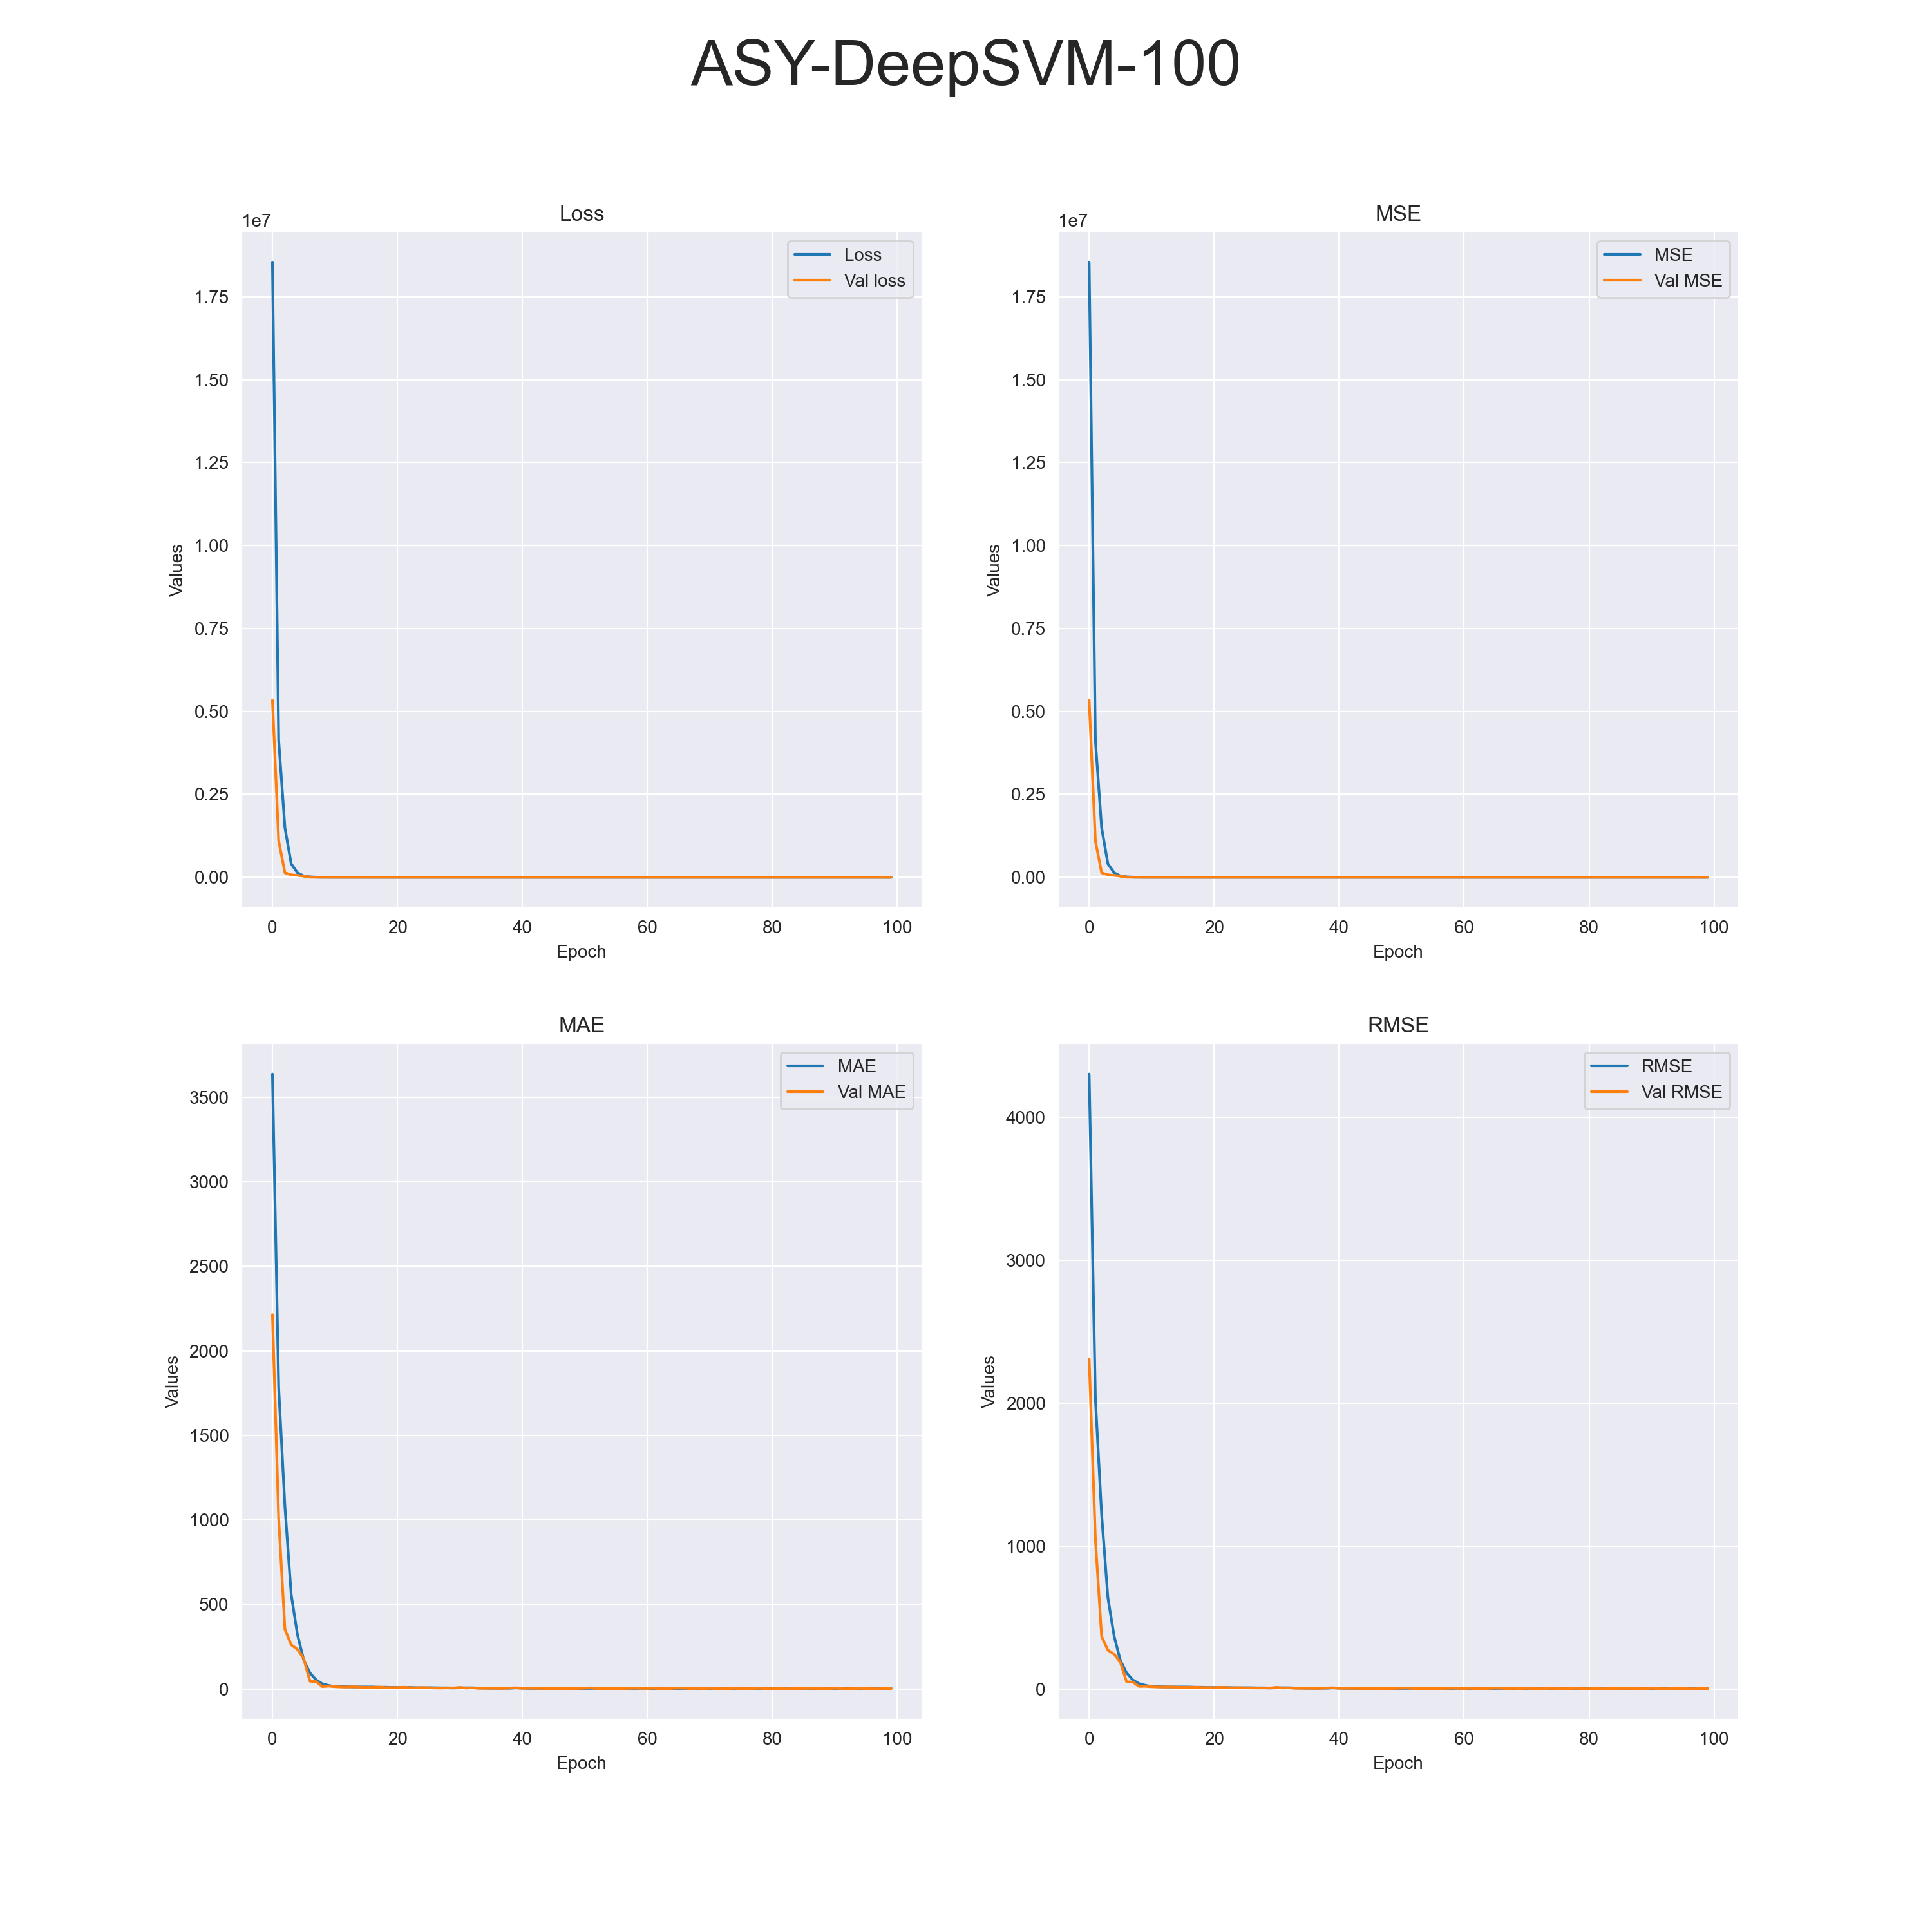 ASY-DeepSVM-100
Loss
1e7
Loss
Val loss
1.75
1.50
1.25
1.00
0.75
0.50
0.25
0.00
Values
0 20 40 60 80 100
Epoch
MSE
1e7
MSE
Val MSE
1.75
1.50
1.25
1.00
0.75
0.50
0.25
0.00
Values
0 20 40 60 80 100
Epoch
MAE
MAE
Val MAE
3500
3000
2500
2000
1500
1000
500
0
Values
0 20 40 60 80 100
Epoch
RMSE
RMSE
Val RMSE
4000
3000
2000
1000
0
Values
0 20 40 60 80 100
Epoch